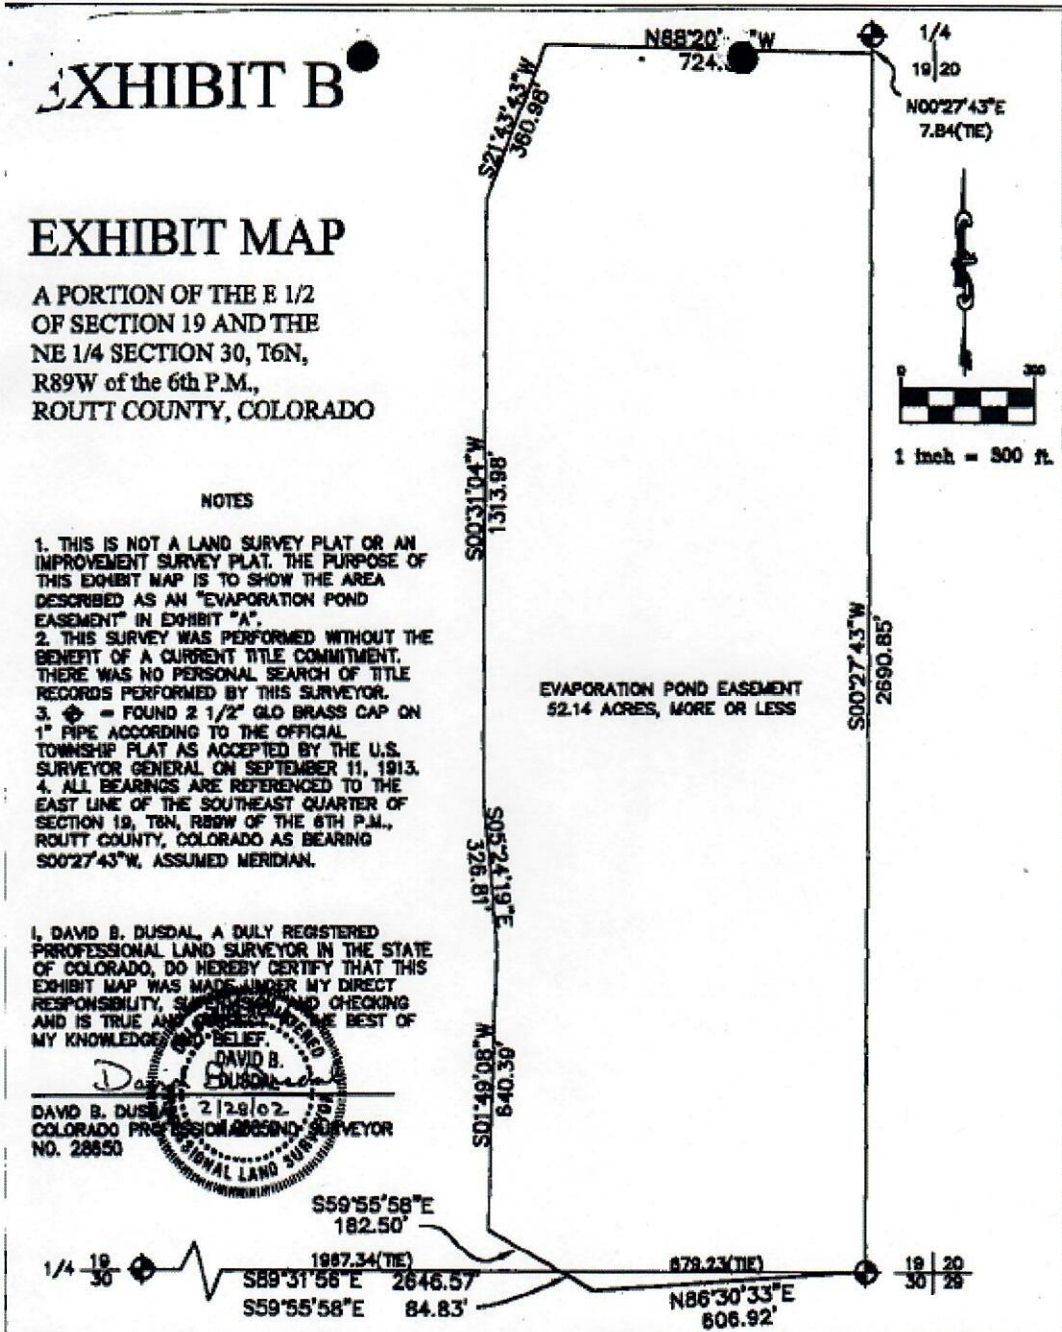 EXHIBIT B
EXHIBIT MAP
A PORTION OF THE E 1/2
OF SECTION 19 AND THE
NE 1/4 SECTION 30, T6N,
R89W of the 6th P.M.,
ROUTT COUNTY, COLORADO
NOTES
1. THIS IS NOT A LAND SURVEY PLAT OR AN
IMPROVEMENT SURVEY PLAT. THE PURPOSE OF
THIS EXHIBIT MAP IS TO SHOW THE AREA
DESCRIBED AS AN "EVAPORATION POND
EASEMENT" IN EXHIBIT "A".
2. THIS SURVEY WAS PERFORMED WITHOUT THE
BENEFIT OF A CURRENT TITLE COMMITMENT.
THERE WAS NO PERSONAL SEARCH OF TITLE
RECORDS PERFORMED BY THIS SURVEYOR.
3. = FOUND 2 1/2" GLO BRASS CAP ON
1" PIPE ACCORDING TO THE OFFICIAL
TOWNSHIP PLAT AS ACCEPTED BY THE U.S.
SURVEYOR GENERAL ON SEPTEMBER 11, 1913.
4. ALL BEARINGS ARE REFERENCED TO THE
EAST LINE OF THE SOUTHEAST QUARTER OF
SECTION 19, T6N, R89W OF THE 6TH P.M.,
ROUTT COUNTY, COLORADO AS BEARING
S00°27'43"W, ASSUMED MERIDIAN.
I, DAVID B. DUSDAL, A DULY REGISTERED
PRROFESSIONAL LAND SURVEYOR IN THE STATE
OF COLORADO, DO HEREBY CERTIFY THAT THIS
EXHIBIT MAP WAS MADE UNDER MY DIRECT
RESPONSIBILITY, SUPERVISION AND CHECKING
AND IS TRUE AND THE BEST OF
MY KNOWLEDGE AND BELIEF.
DAVID B.
DUSDAL
2/28/02
28650
SIONAL LAND SURV
DAVID B. DUSDAL
COLORADO PROFESSIONAL LAND SURVEYOR
NO. 28650
N88°20' "W
724.
1/4
19 20
N00°27'43"E
7.84(TIE)
S21°43'43"W
360.98'
0 300
1 inch = 300 ft.
S00°31'04"W
1313.98'
S00°27'43"W
2690.85'
EVAPORATION POND EASEMENT
52.14 ACRES, MORE OR LESS
S05°24'19"E
326.81'
S01°49'08"W
640.39'
S59°55'58"E
182.50'
1/4 19
30
1967.34(TIE)
679.23(TIE)
S89°31'56"E 2646.57'
S59°55'58"E 84.83'
N86°30'33"E
606.92'
19 20
30 29